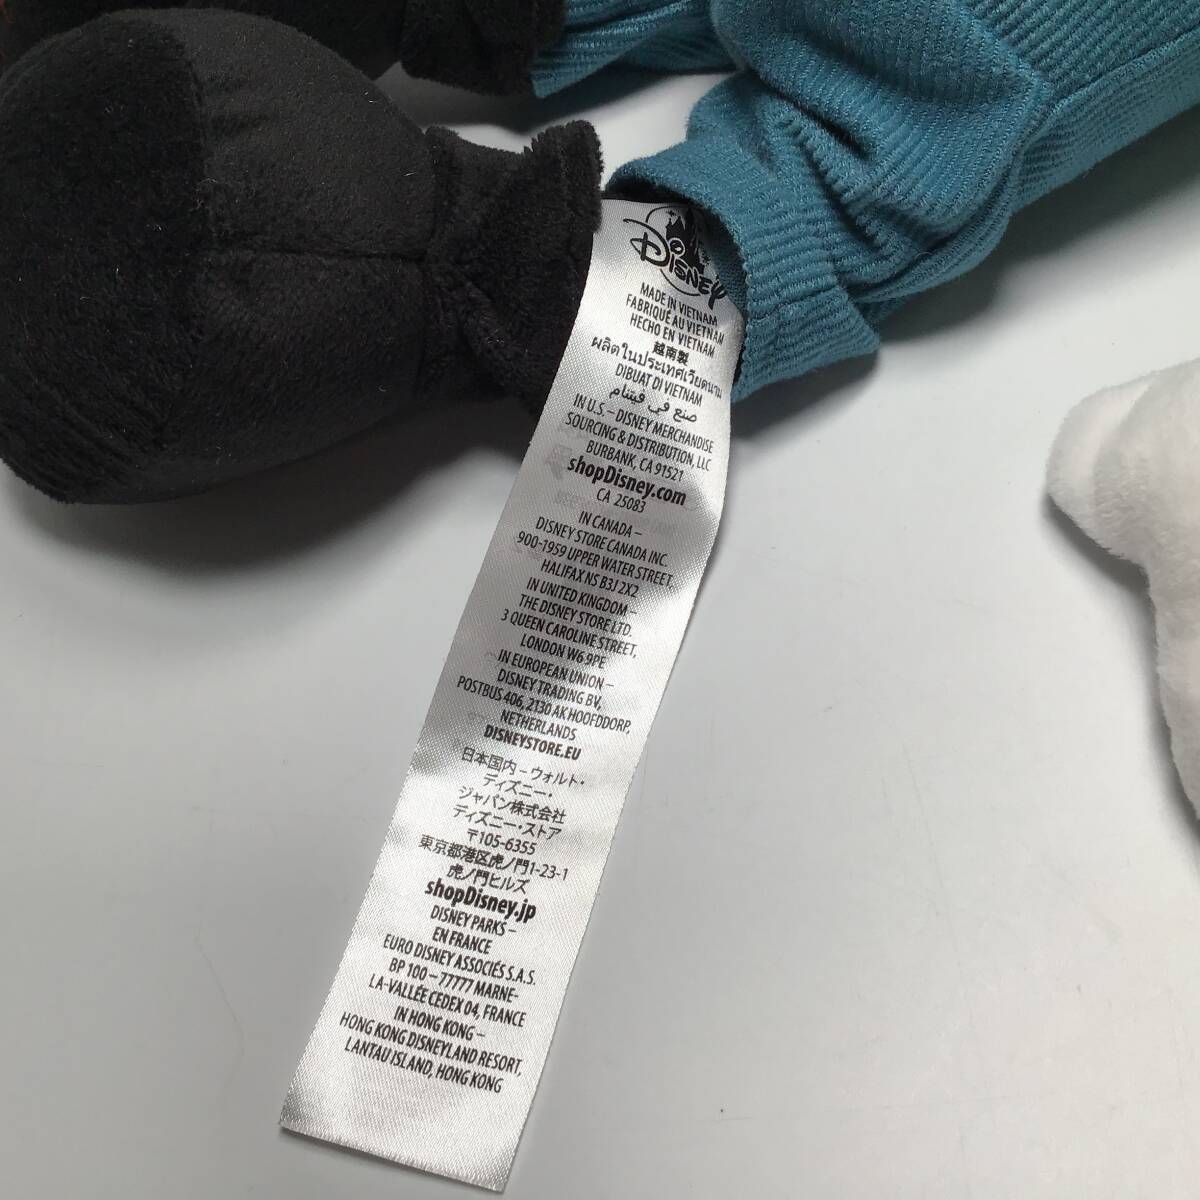 Disney
MADE IN VIETNAM
FABRIQUÉ AU VIETNAM
HECHO EN VIETNAM
越南製
ผลิตในประเทศเวียดนาม
DIBUAT DI VIETNAM
صنع في فيتنام
IN U.S – DISNEY MERCHANDISE
SOURCING & DISTRIBUTION, LLC
BURBANK, CA 91521
shopDisney.com
CA 25083
IN CANADA –
DISNEY STORE CANADA INC.
900-1959 UPPER WATER STREET.
HALIFAX NS B3J 2X2
IN UNITED KINGDOM –
THE DISNEY STORE LTD.
3 QUEEN CAROLINE STREET,
LONDON W6 9PE
IN EUROPEAN UNION –
DISNEY TRADING BV,
POSTBUS 406, 2130 AK HOOFDDORP,
NETHERLANDS
DISNEYSTORE.EU
日本国内 – ウォルト・
ディズニー・
ジャパン株式会社
ディズニー・ストア
〒105-6355
東京都港区虎ノ門1-23-1
虎ノ門ヒルズ
shopDisney.jp
DISNEY PARKS –
EN FRANCE
EURO DISNEY ASSOCIÉS S.A.S.
BP 100 – 77777 MARNE-
LA-VALLÉE CEDEX 04, FRANCE
IN HONG KONG –
HONG KONG DISNEYLAND RESORT,
LANTAU ISLAND, HONG KONG